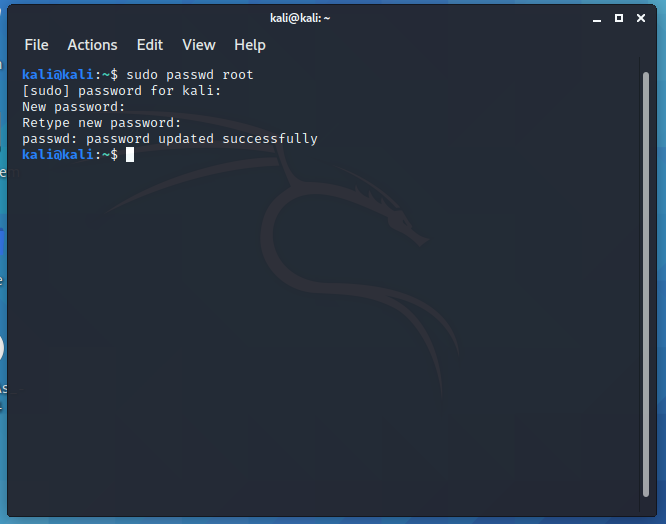 kali@kali: ~
File Actions Edit View Help
kali@kali:~$ sudo passwd root
[sudo] password for kali:
New password:
Retype new password:
passwd: password updated successfully
kali@kali:~$